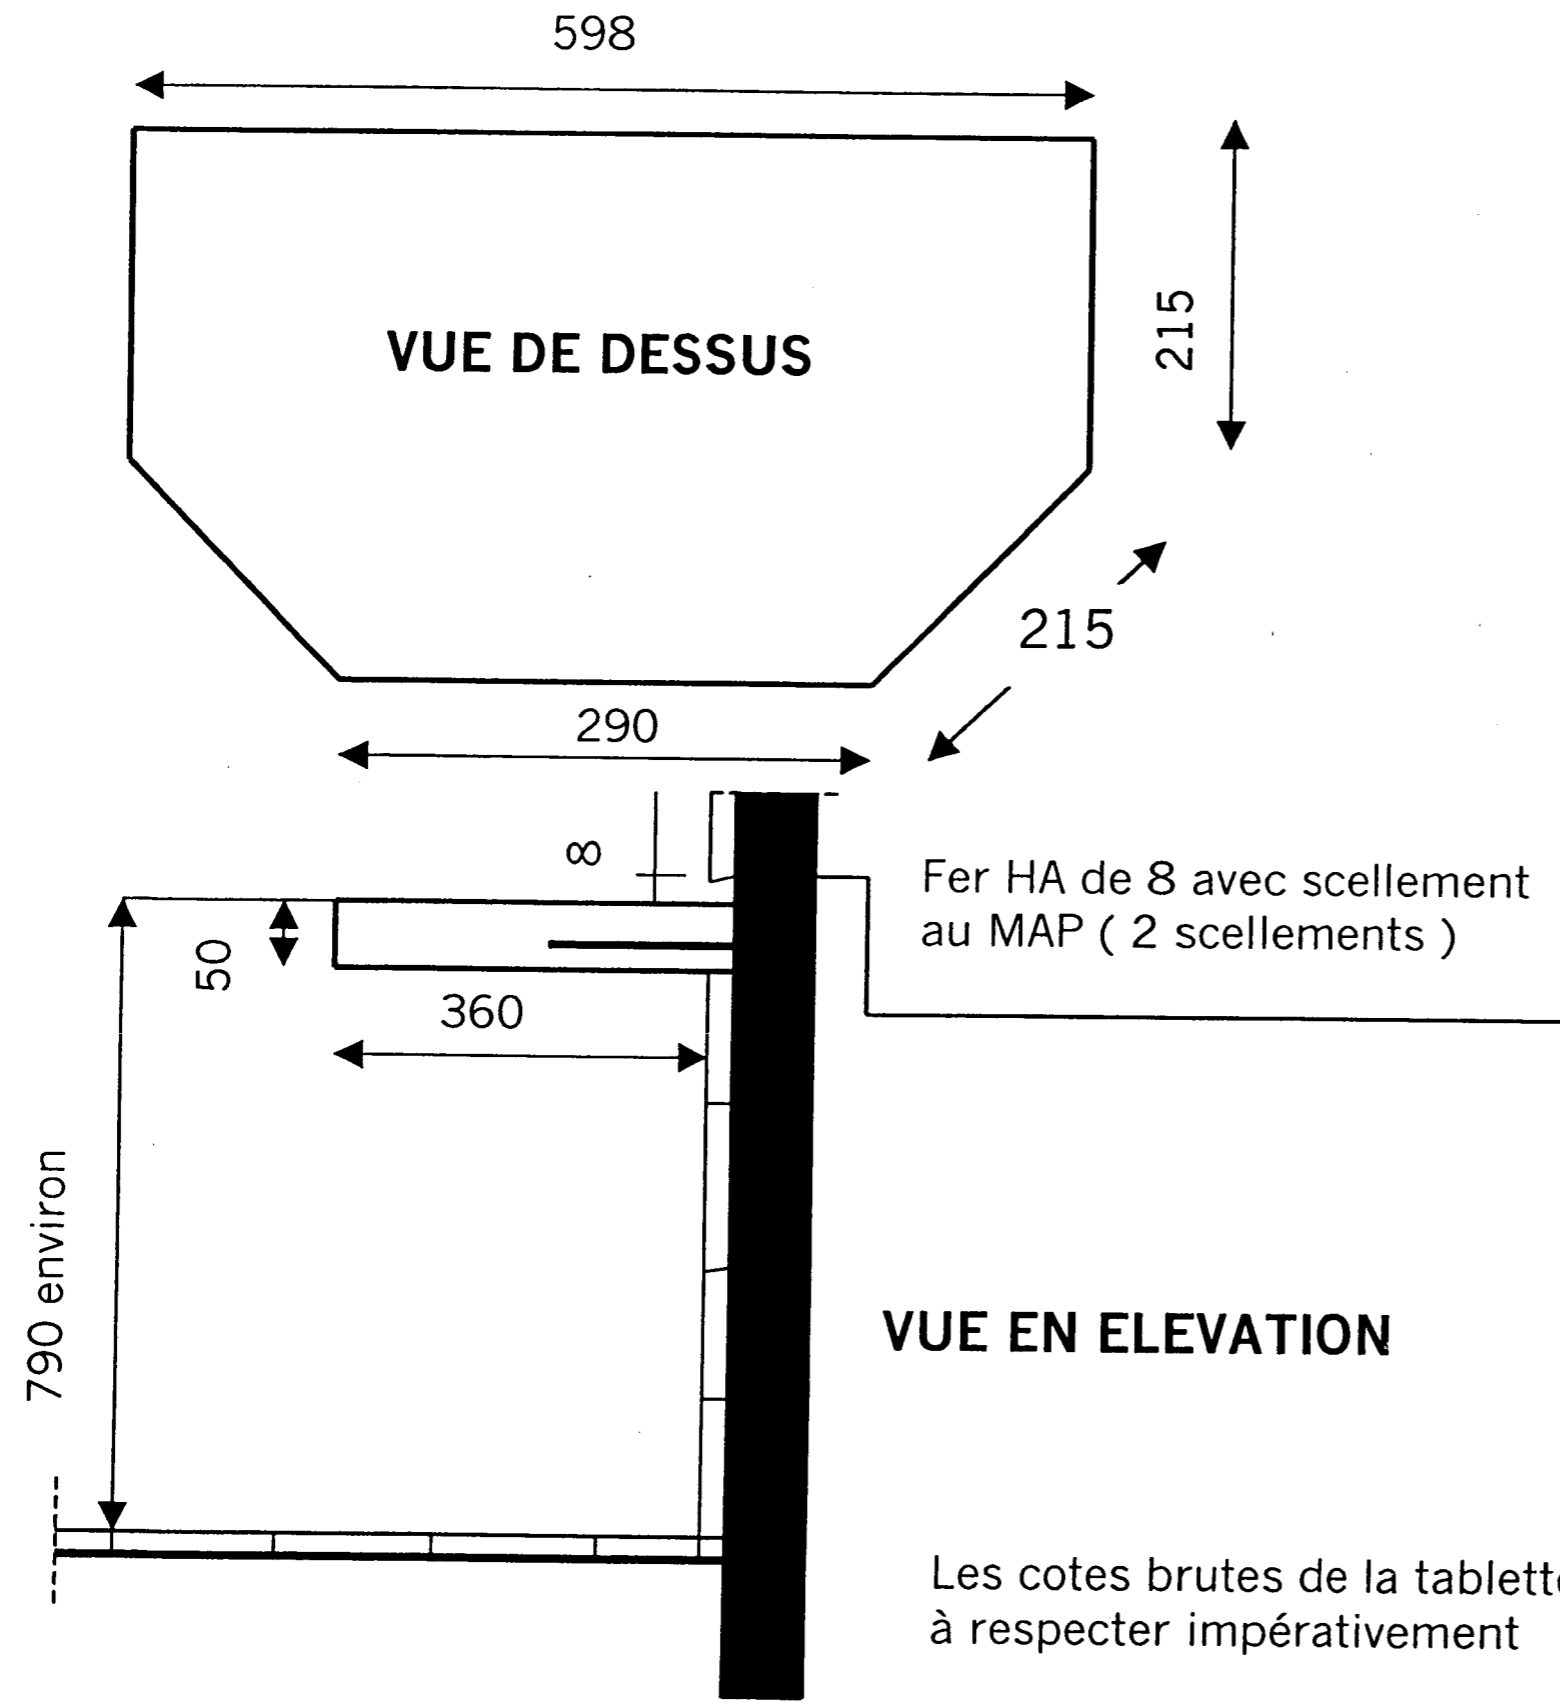 598
VUE DE DESSUS
215
215
290
8
Fer HA de 8 avec scellement
au MAP ( 2 scellements )
50
360
790 environ
VUE EN ELEVATION
Les cotes brutes de la tablette
à respecter impérativement